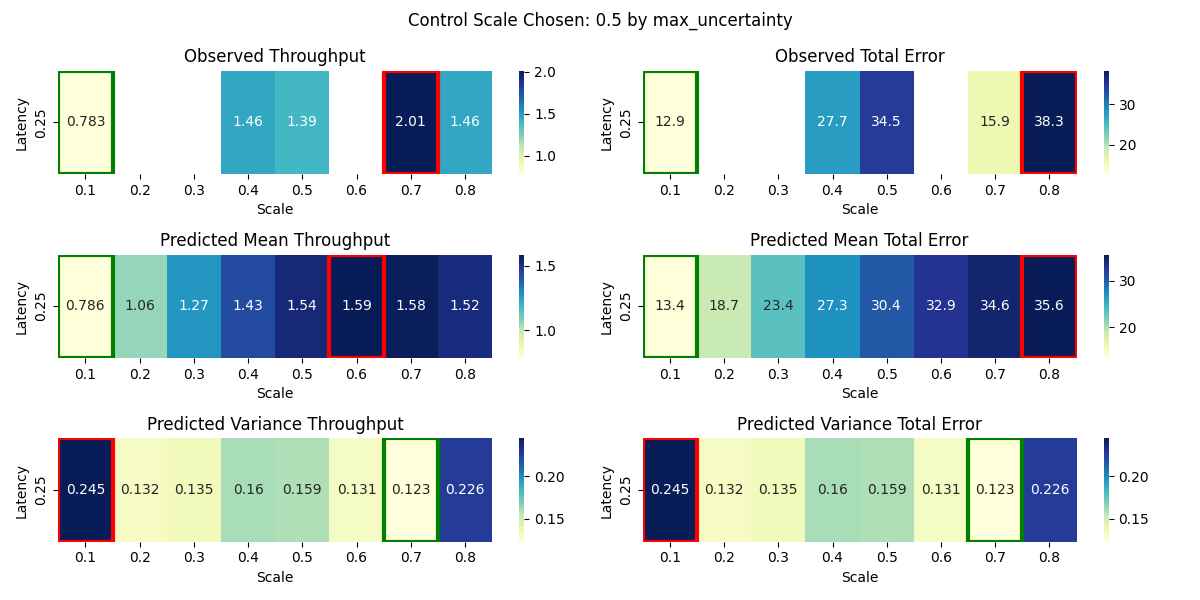 Control Scale Chosen: 0.5 by max_uncertainty
Observed Throughput
Latency
0.25
0.783 1.46 1.39 2.01 1.46
0.1 0.2 0.3 0.4 0.5 0.6 0.7 0.8
Scale
2.0
1.5
1.0
Observed Total Error
Latency
0.25
12.9 27.7 34.5 15.9 38.3
0.1 0.2 0.3 0.4 0.5 0.6 0.7 0.8
Scale
30
20
Predicted Mean Throughput
Latency
0.25
0.786 1.06 1.27 1.43 1.54 1.59 1.58 1.52
0.1 0.2 0.3 0.4 0.5 0.6 0.7 0.8
Scale
1.5
1.0
Predicted Mean Total Error
Latency
0.25
13.4 18.7 23.4 27.3 30.4 32.9 34.6 35.6
0.1 0.2 0.3 0.4 0.5 0.6 0.7 0.8
Scale
30
20
Predicted Variance Throughput
Latency
0.25
0.245 0.132 0.135 0.16 0.159 0.131 0.123 0.226
0.1 0.2 0.3 0.4 0.5 0.6 0.7 0.8
Scale
0.20
0.15
Predicted Variance Total Error
Latency
0.25
0.245 0.132 0.135 0.16 0.159 0.131 0.123 0.226
0.1 0.2 0.3 0.4 0.5 0.6 0.7 0.8
Scale
0.20
0.15